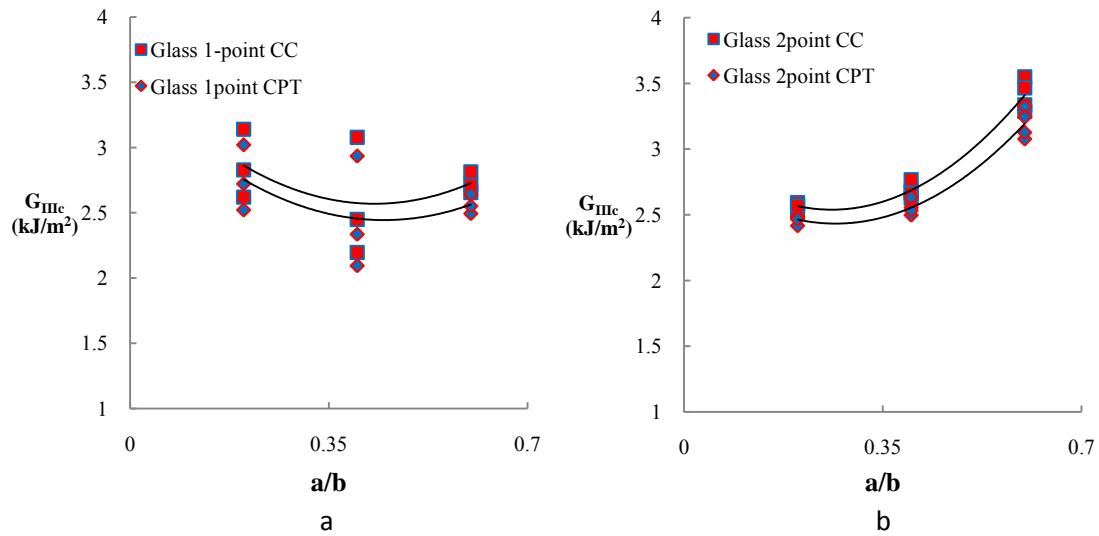 4
Glass 1-point CC
3.5
Glass 1point CPT
3
G_IIIc
2.5
(kJ/m²)
2
1.5
1
0
0.35
0.7
a/b
a
4
Glass 2point CC
3.5
Glass 2point CPT
3
G_IIIc
2.5
(kJ/m²)
2
1.5
1
0
0.35
0.7
a/b
b